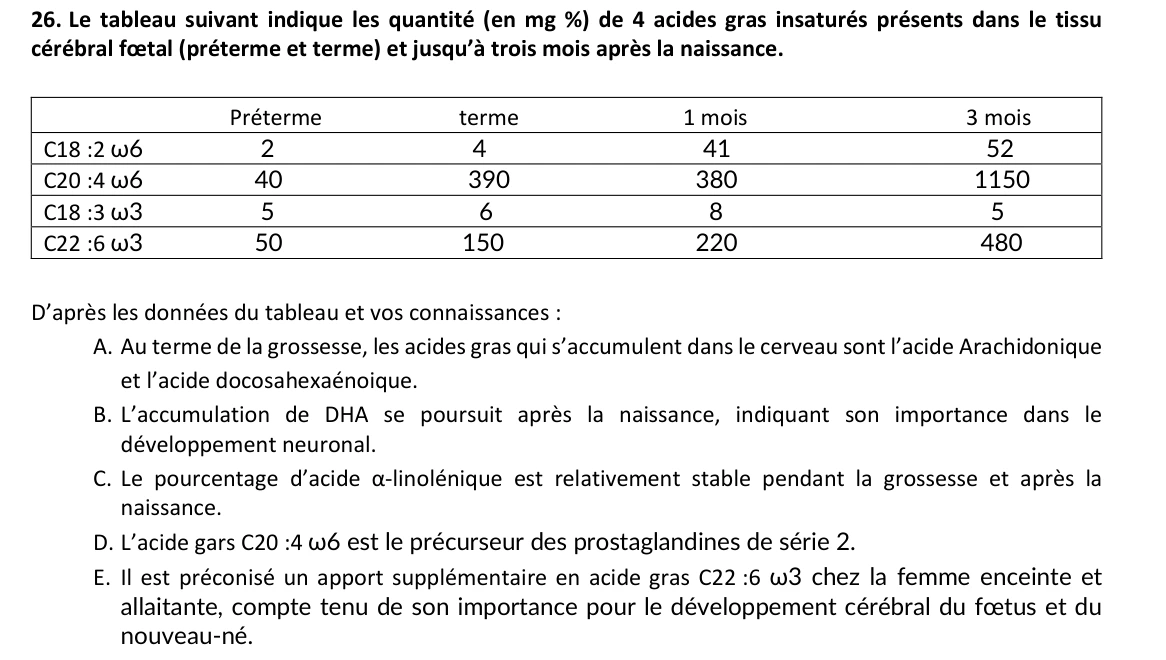 26. Le tableau suivant indique les quantité (en mg %) de 4 acides gras insaturés présents dans le tissu
cérébral fœtal (préterme et terme) et jusqu'à trois mois après la naissance.
Préterme terme 1 mois 3 mois
C18 :2 ω6 2 4 41 52
C20 :4 ω6 40 390 380 1150
C18 :3 ω3 5 6 8 5
C22 :6 ω3 50 150 220 480
D'après les données du tableau et vos connaissances :
A. Au terme de la grossesse, les acides gras qui s'accumulent dans le cerveau sont l'acide Arachidonique
et l'acide docosahexaénoique.
B. L'accumulation de DHA se poursuit après la naissance, indiquant son importance dans le
développement neuronal.
C. Le pourcentage d'acide α-linolénique est relativement stable pendant la grossesse et après la
naissance.
D. L'acide gars C20 :4 ω6 est le précurseur des prostaglandines de série 2.
E. Il est préconisé un apport supplémentaire en acide gras C22 :6 ω3 chez la femme enceinte et
allaitante, compte tenu de son importance pour le développement cérébral du fœtus et du
nouveau-né.